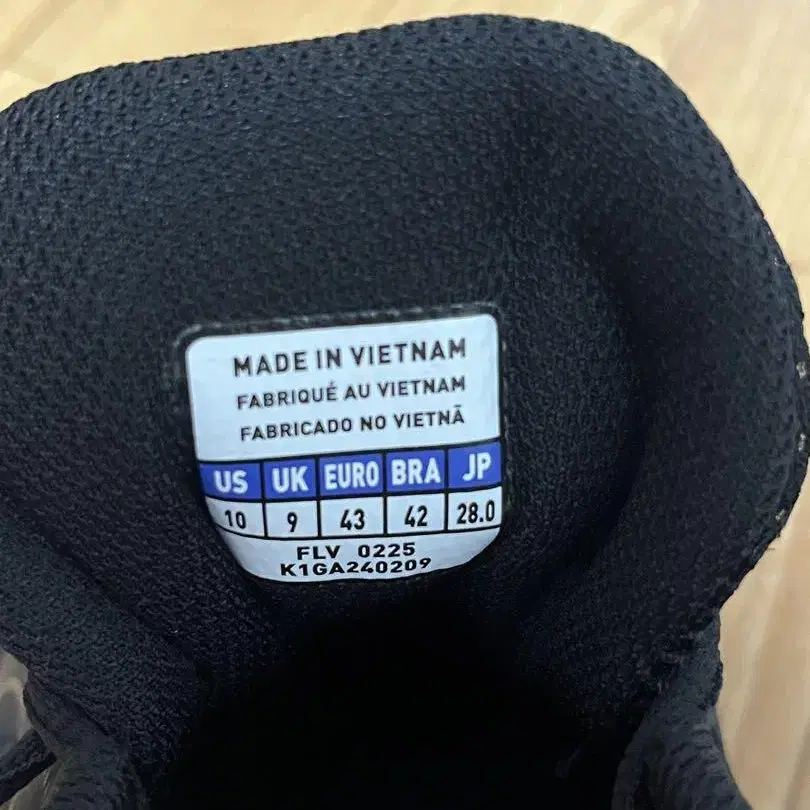 MADE IN VIETNAM
FABRIQUÉ AU VIETNAM
FABRICADO NO VIETNÃ
US UK EURO BRA JP
10 9 43 42 28.0
FLV 0225
K1GA240209